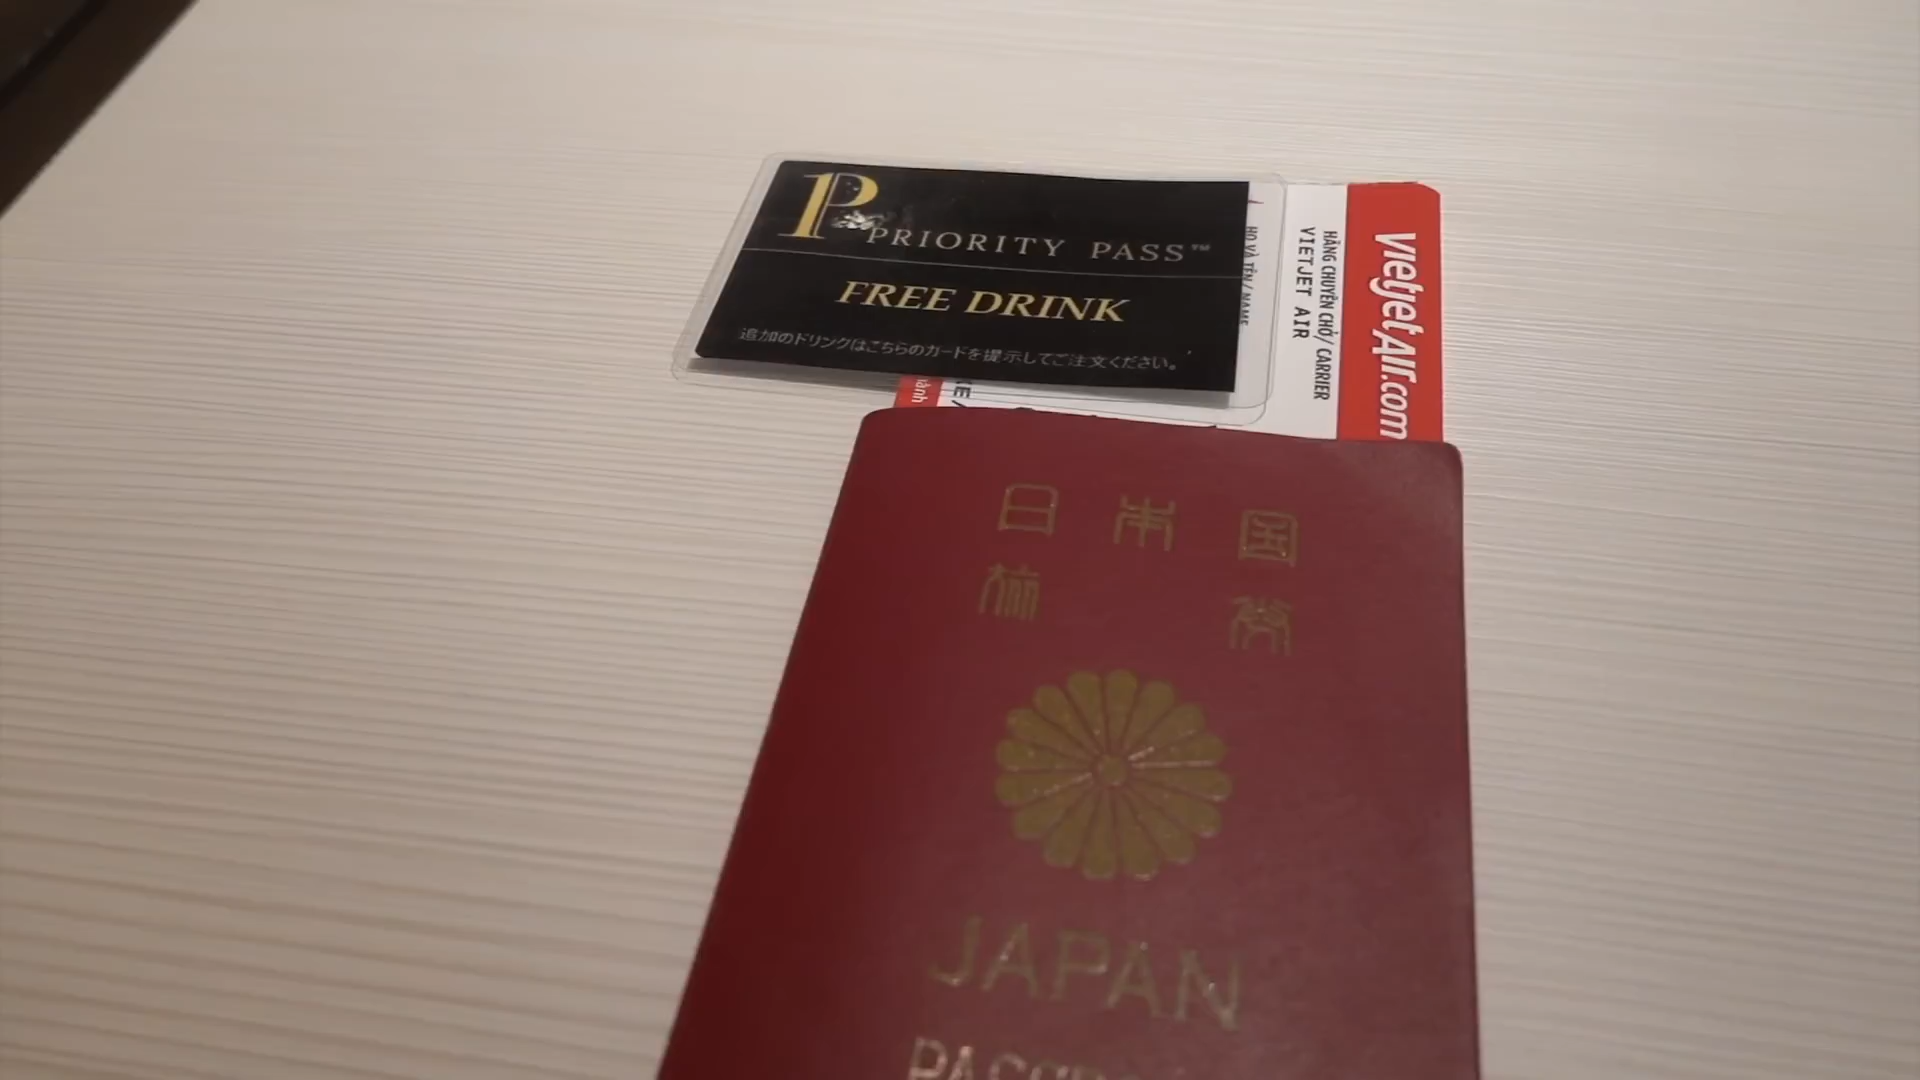 1P
PRIORITY PASS™
FREE DRINK
追加のドリンクはこちらのカードを提示してご注文ください。
HỌ VÀ TÊN / NAME
HÃNG CHUYÊN CHỞ/ CARRIER
VIETJET AIR
vietjetAir.com
日本国
旅券
JAPAN